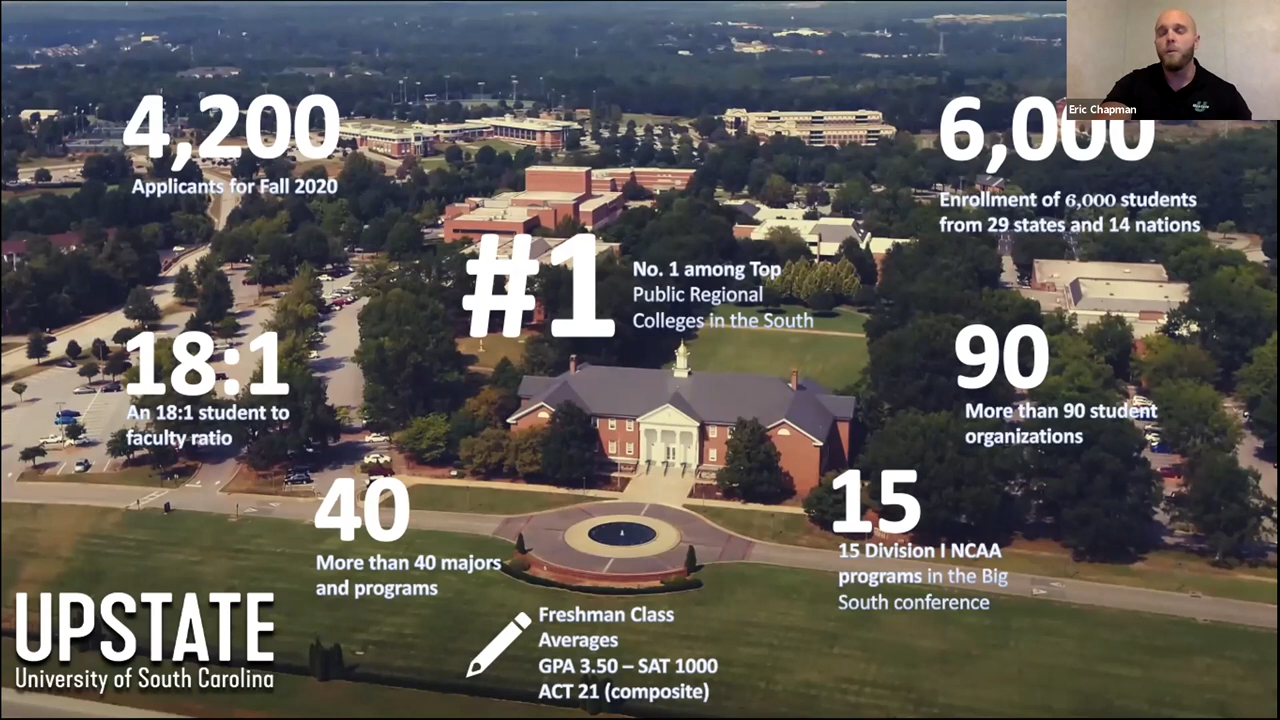 Eric Chapman
4,200
Applicants for Fall 2020
6,000
Enrollment of 6,000 students
from 29 states and 14 nations
#1
No. 1 among Top
Public Regional
Colleges in the South
18:1
An 18:1 student to
faculty ratio
90
More than 90 student
organizations
40
More than 40 majors
and programs
15
15 Division I NCAA
programs in the Big
South conference
Freshman Class
Averages
GPA 3.50 – SAT 1000
ACT 21 (composite)
UPSTATE
University of South Carolina